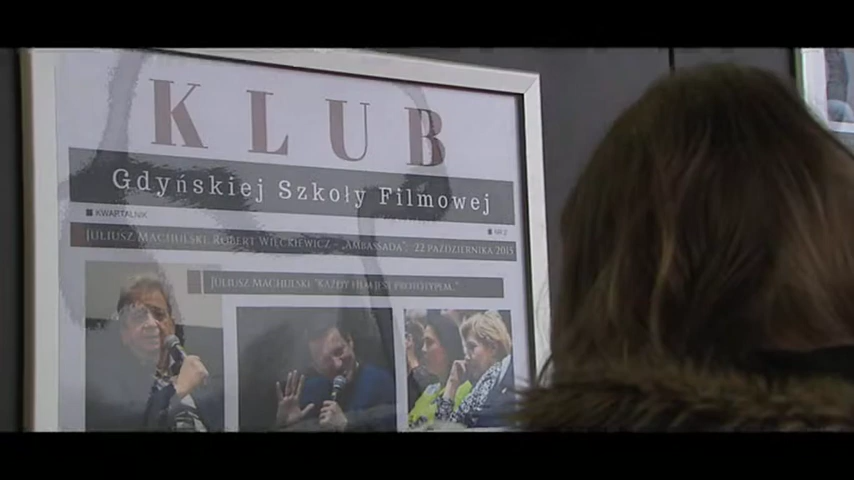 KLUB
Gdyńskiej Szkoły Filmowej
KWARTALNIK
NR 2
JULIUSZ MACHULSKI, ROBERT WIĘCKIEWICZ - „AMBASSADA”, 22 PAŹDZIERNIKA 2015
JULIUSZ MACHULSKI "KAŻDY FILM JEST PROTOTYPEM."